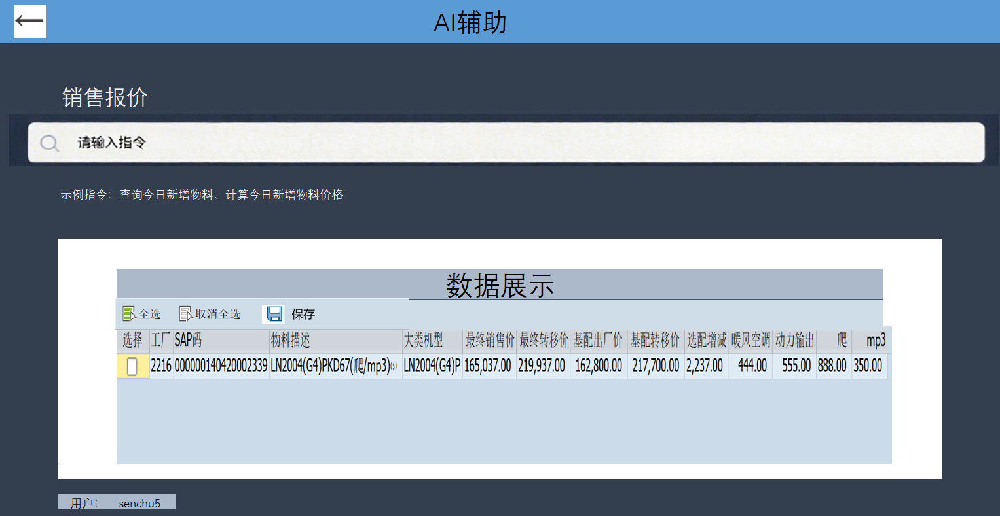 AI辅助
销售报价
请输入指令
示例指令：查询今日新增物料、计算今日新增物料价格
数据展示
全选 取消全选 保存
选择 工厂 SAP码 物料描述 大类机型 最终销售价 最终转移价 基配出厂价 基配转移价 选配增减 暖风空调 动力输出 爬 mp3
2216 000000140420002339 LN2004(G4)PKD67(爬/mp3)(s) LN2004(G4)P 165,037.00 219,937.00 162,800.00 217,700.00 2,237.00 444.00 555.00 888.00 350.00
用户： senchu5